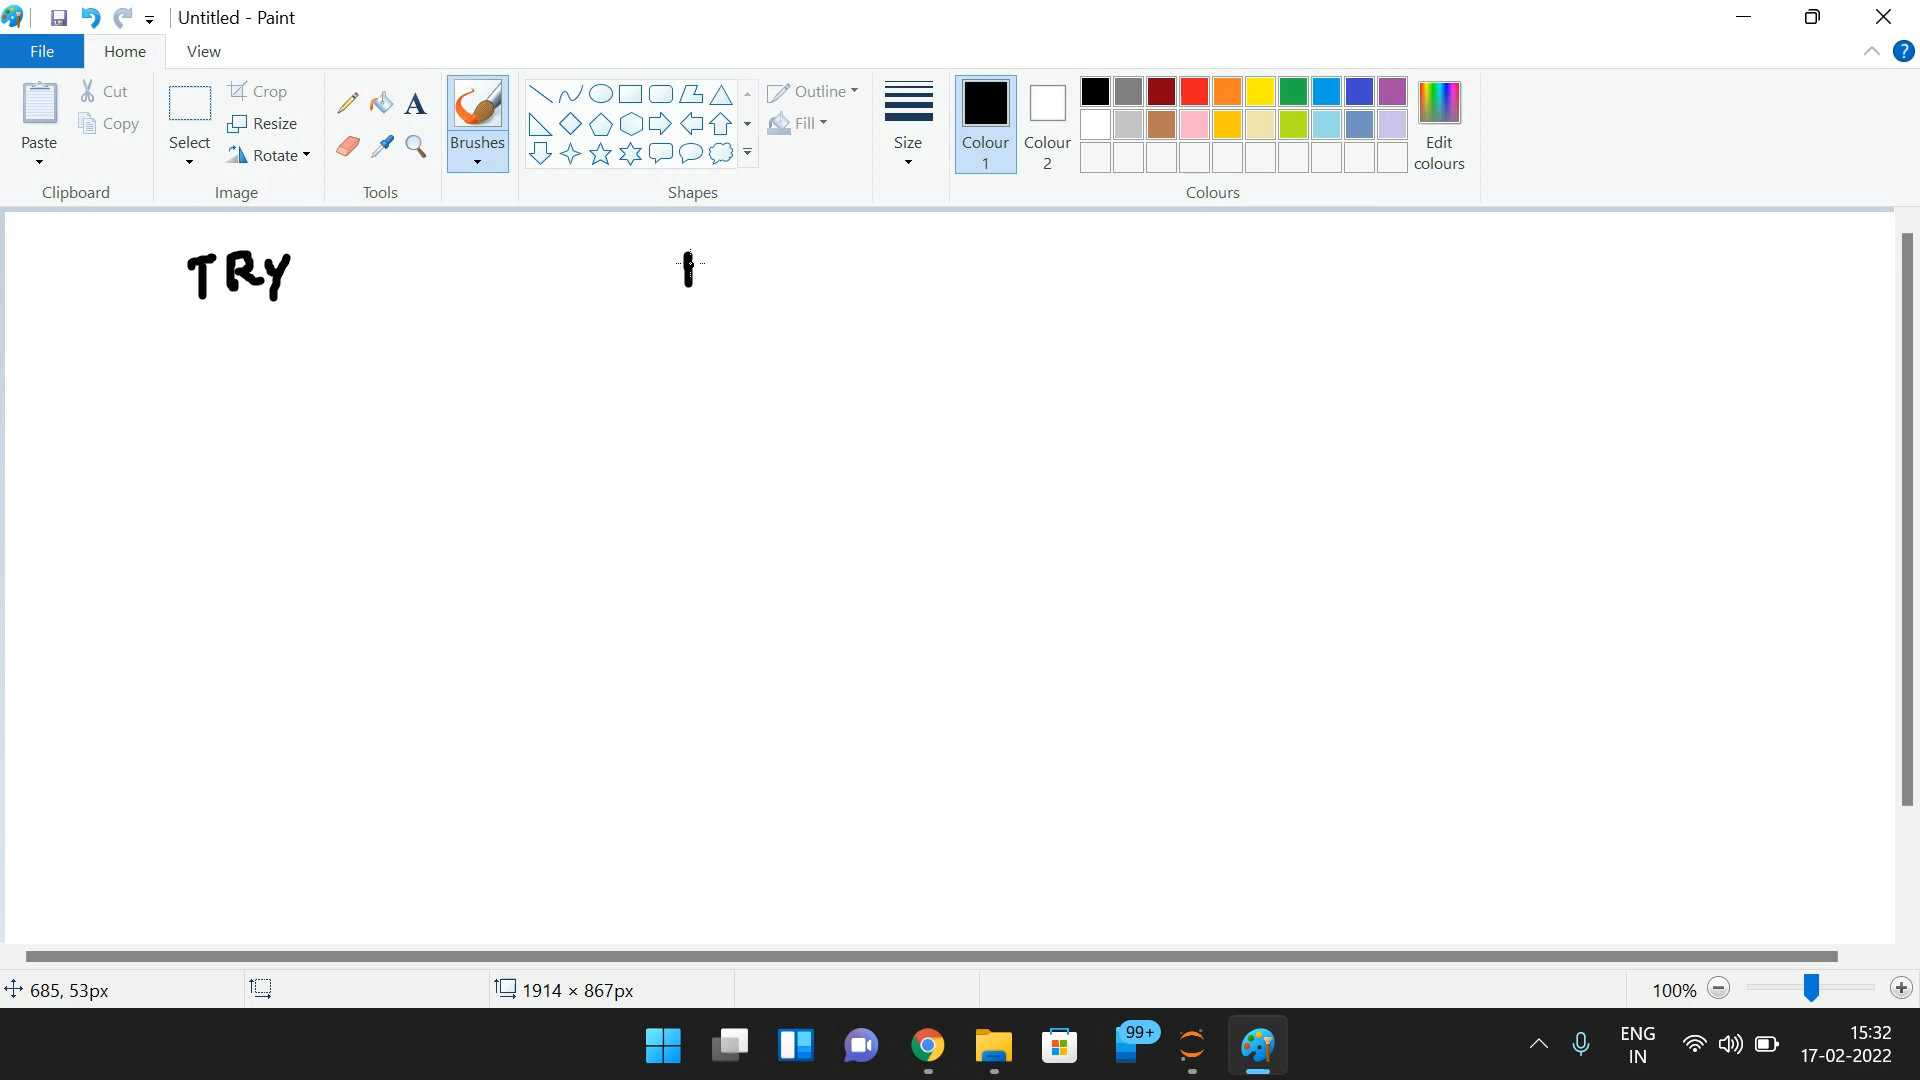 Untitled - Paint
File Home View
Paste
Cut
Copy
Clipboard
Select
Crop
Resize
Rotate
Image
Tools
Brushes
Shapes
Outline
Fill
Size
Colour 1
Colour 2
Colours
Edit colours
TRY
685, 53px
1914 × 867px
100%
99+
ENG
IN
15:32
17-02-2022